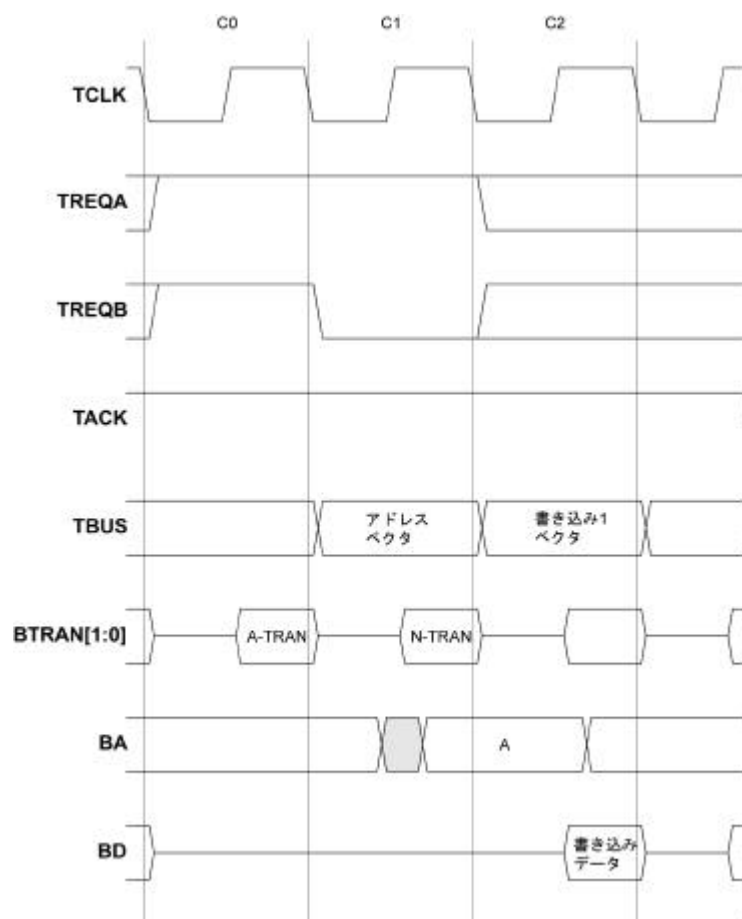 C0 C1 C2
TCLK
TREQA
TREQB
TACK
TBUS
アドレス
ベクタ
書き込み1
ベクタ
BTRAN[1:0]
A-TRAN
N-TRAN
BA
A
BD
書き込み
データ